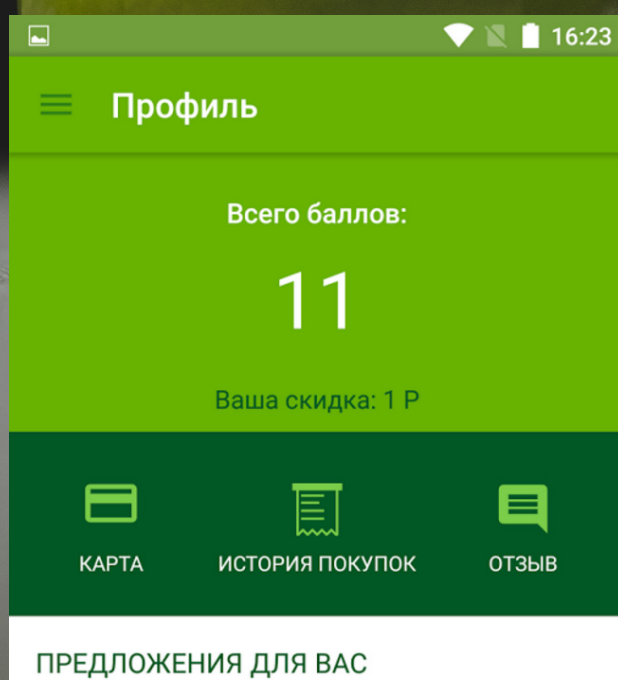 16:23
Профиль
Всего баллов:
11
Ваша скидка: 1 Р
КАРТА ИСТОРИЯ ПОКУПОК ОТЗЫВ
ПРЕДЛОЖЕНИЯ ДЛЯ ВАС